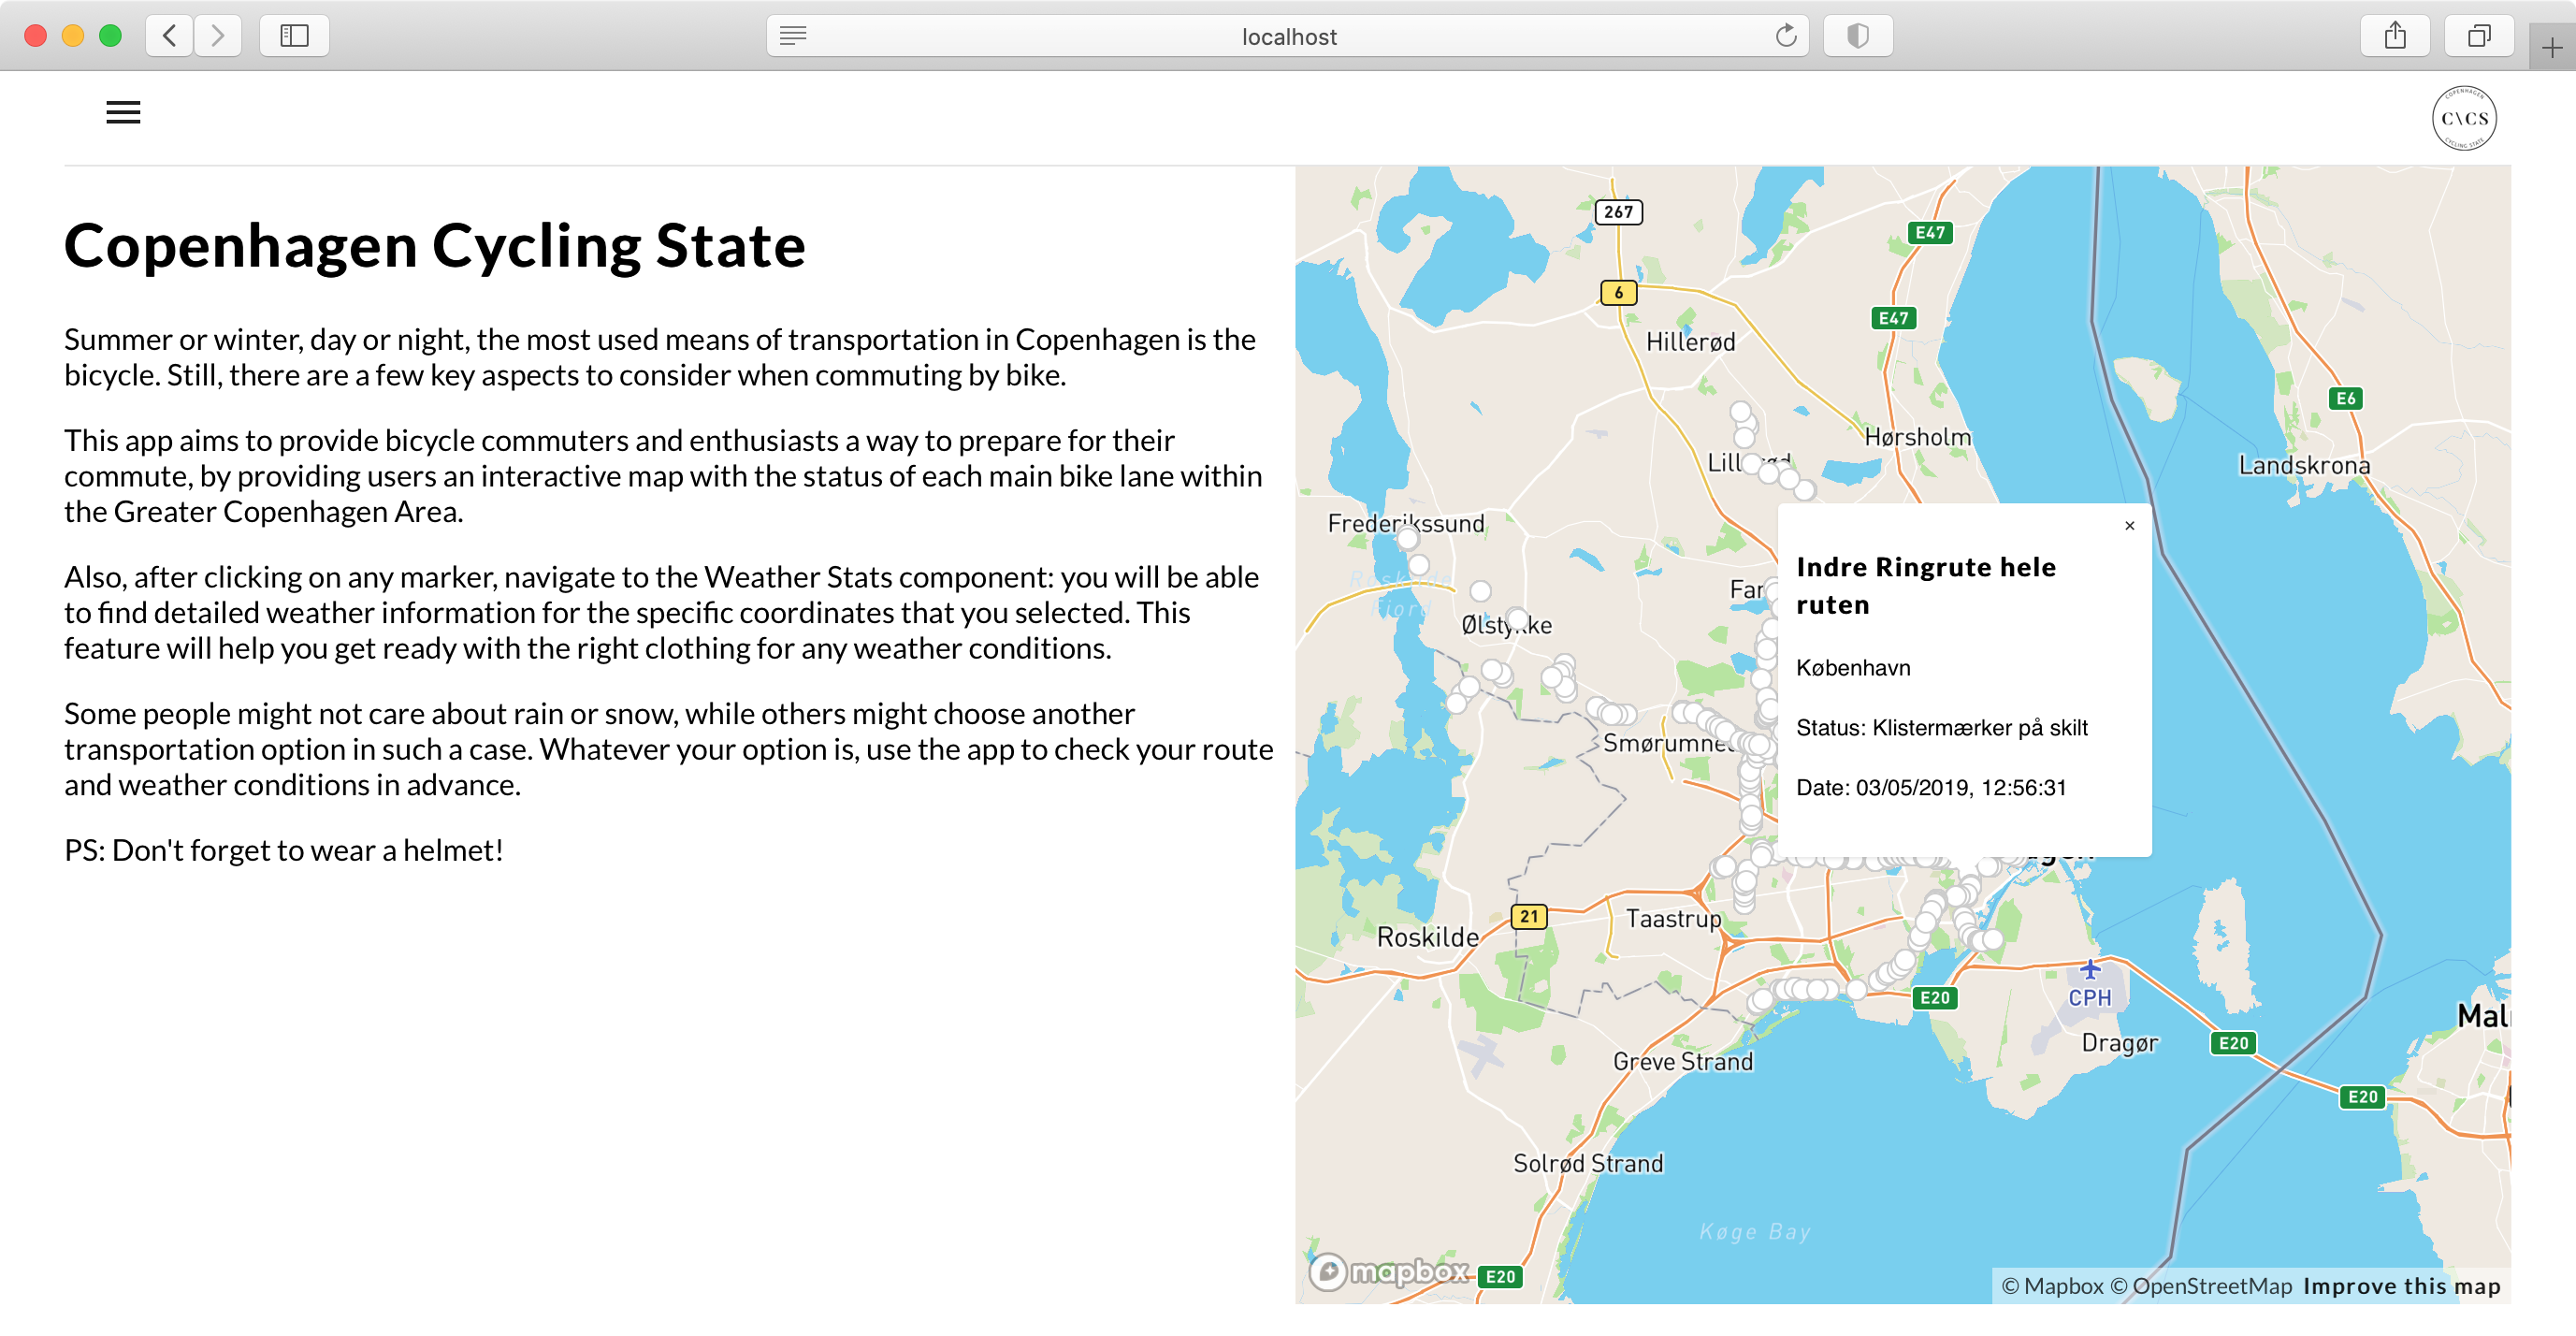 localhost
COPENHAGEN
C\CS
CYCLING STATE
Copenhagen Cycling State
Summer or winter, day or night, the most used means of transportation in Copenhagen is the
bicycle. Still, there are a few key aspects to consider when commuting by bike.
This app aims to provide bicycle commuters and enthusiasts a way to prepare for their
commute, by providing users an interactive map with the status of each main bike lane within
the Greater Copenhagen Area.
Also, after clicking on any marker, navigate to the Weather Stats component: you will be able
to find detailed weather information for the specific coordinates that you selected. This
feature will help you get ready with the right clothing for any weather conditions.
Some people might not care about rain or snow, while others might choose another
transportation option in such a case. Whatever your option is, use the app to check your route
and weather conditions in advance.
PS: Don't forget to wear a helmet!
267
E47
6
E47
Hillerød
E6
Hørsholm
Landskrona
Frederikssund
Roskilde
Fjord
Ølstykke
Far
Smørumne
×
Indre Ringrute hele
ruten
København
Status: Klistermærker på skilt
Date: 03/05/2019, 12:56:31
21
Taastrup
Roskilde
E20
CPH
Mal
Dragør
E20
Greve Strand
E20
Solrød Strand
Køge Bay
mapbox
E20
© Mapbox © OpenStreetMap Improve this map